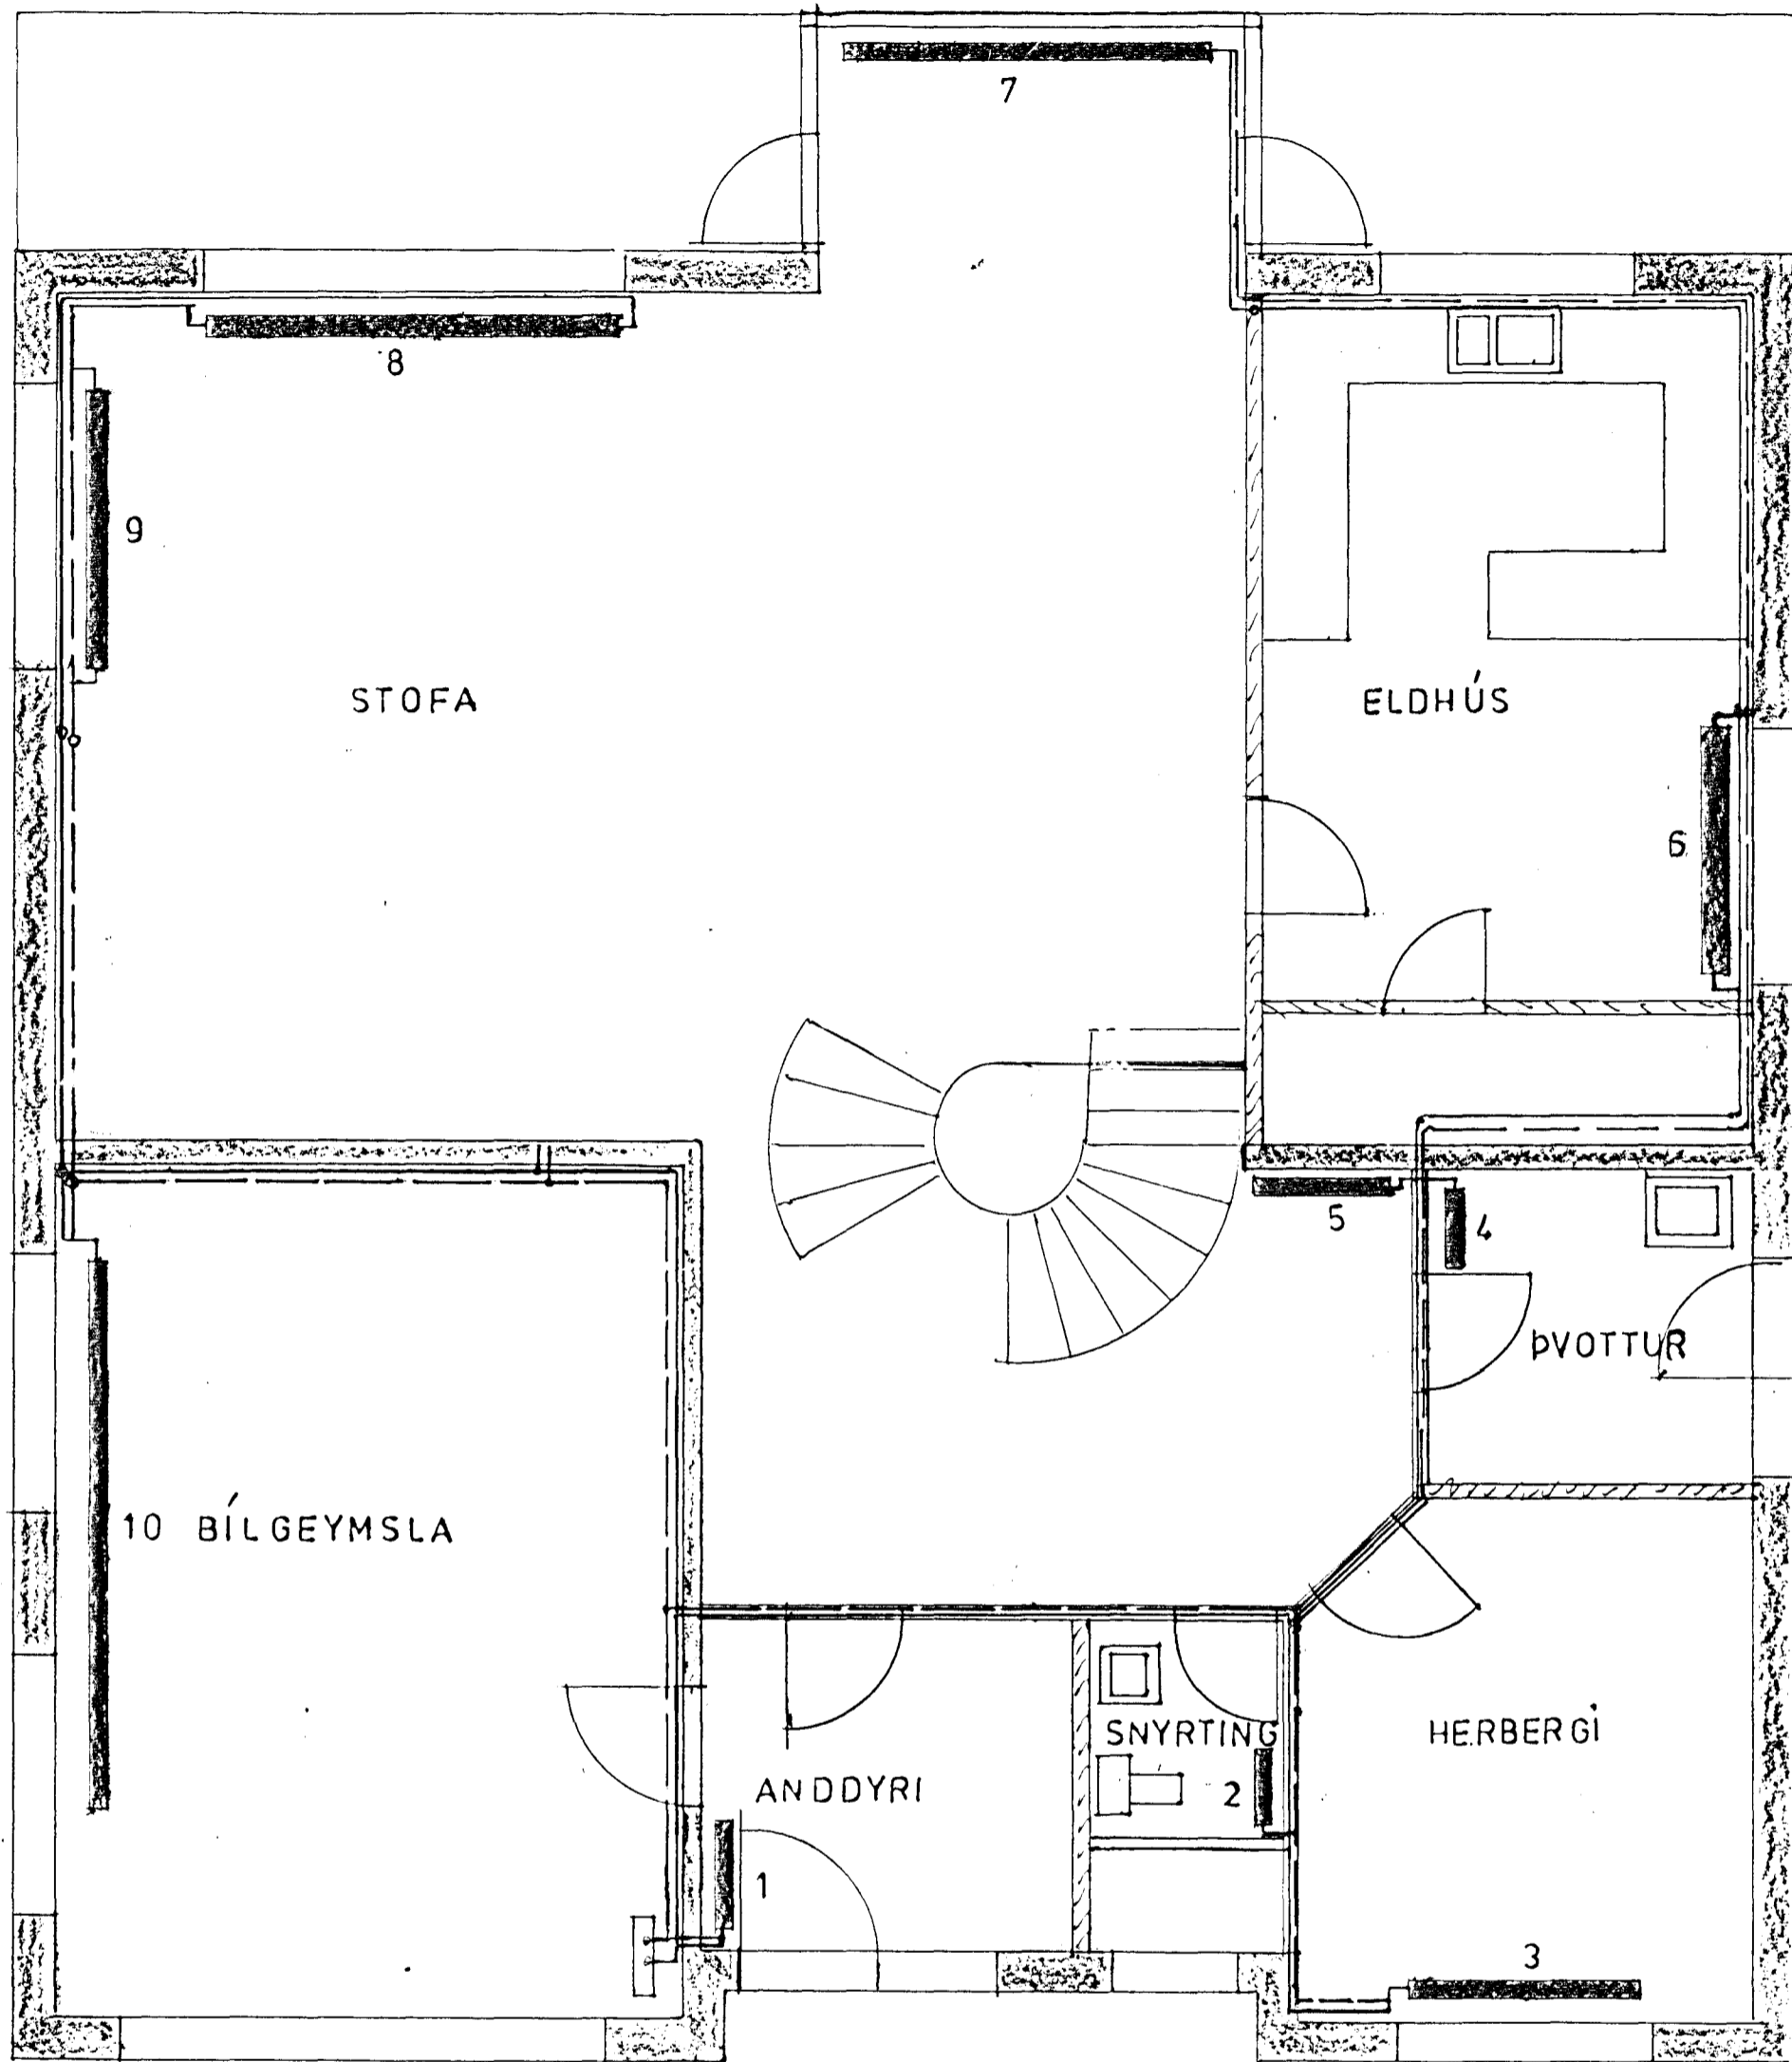 7
8
9
STOFA
ELDHÚS
6
5
4
ÞVOTTUR
10 BÍLGEYMSLA
SNYRTING
HERBERGI
ANDDYRI
2
1
3